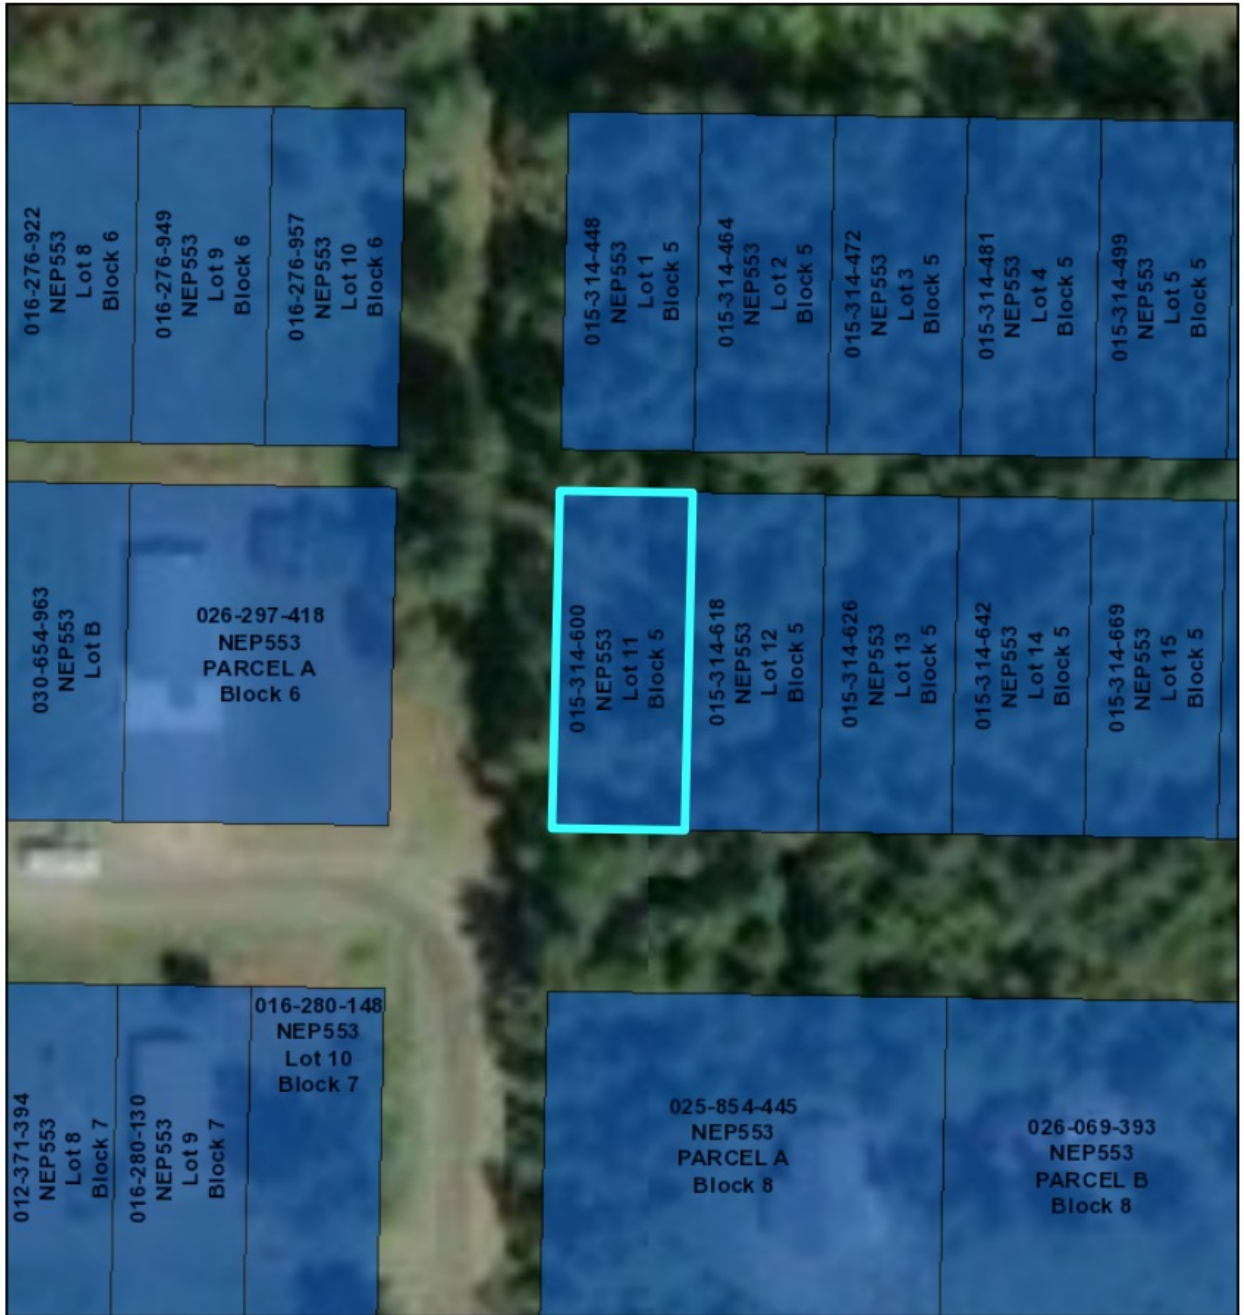 016-276-922
NEP553
Lot 8
Block 6
016-276-949
NEP553
Lot 9
Block 6
016-276-957
NEP553
Lot 10
Block 6
015-314-448
NEP553
Lot 1
Block 5
015-314-464
NEP553
Lot 2
Block 5
015-314-472
NEP553
Lot 3
Block 5
015-314-481
NEP553
Lot 4
Block 5
015-314-499
NEP553
Lot 5
Block 5
030-654-963
NEP553
Lot B
026-297-418
NEP553
PARCEL A
Block 6
015-314-600
NEP553
Lot 11
Block 5
015-314-618
NEP553
Lot 12
Block 5
015-314-626
NEP553
Lot 13
Block 5
015-314-642
NEP553
Lot 14
Block 5
015-314-669
NEP553
Lot 15
Block 5
012-371-394
NEP553
Lot 8
Block 7
016-280-130
NEP553
Lot 9
Block 7
016-280-148
NEP553
Lot 10
Block 7
025-854-445
NEP553
PARCEL A
Block 8
026-069-393
NEP553
PARCEL B
Block 8